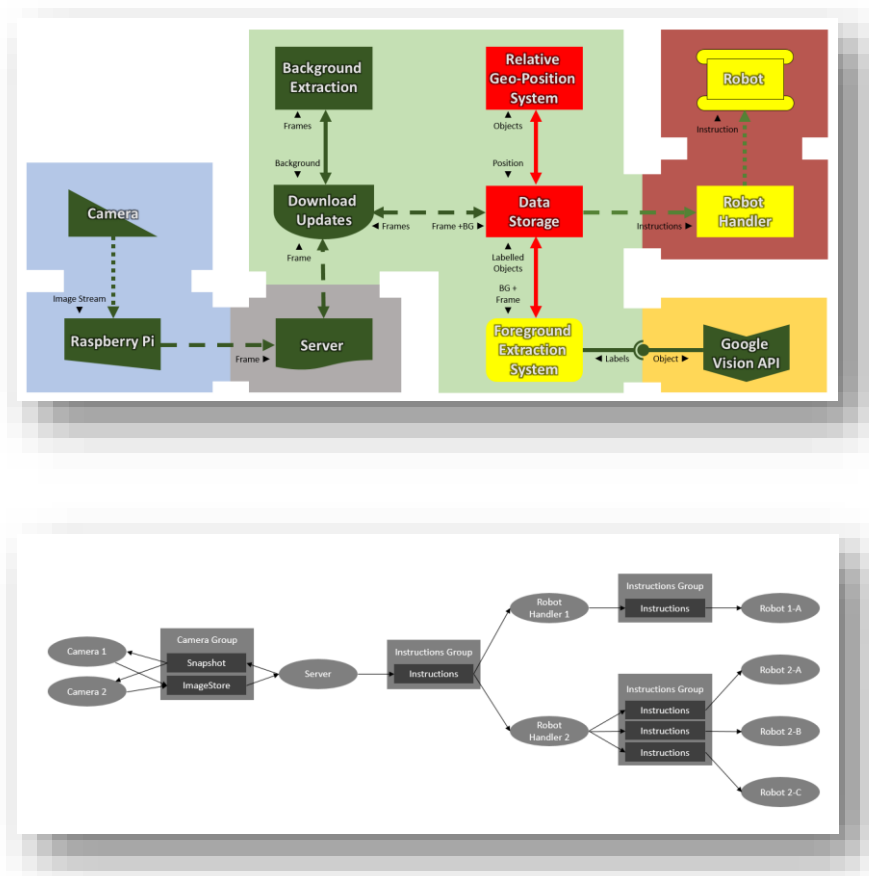 Background
Extraction
Relative
Geo-Position
System
Robot
▲
Frames
▲
Objects
▲
Instruction
Background
▼
Position
▼
Camera
Download
Updates
Data
Storage
Robot
Handler
◄ Frames
Frame +BG ►
Instructions ►
▲
Frame
▲
Labelled
Objects
BG +
Frame
▼
Image Stream
▼
Raspberry Pi
Frame ►
Server
Foreground
Extraction
System
◄ Labels
Object ►
Google
Vision API
Camera 1
Camera 2
Camera Group
Snapshot
ImageStore
Server
Instructions Group
Instructions
Robot
Handler 1
Instructions Group
Instructions
Robot 1-A
Robot
Handler 2
Instructions Group
Instructions
Instructions
Instructions
Robot 2-A
Robot 2-B
Robot 2-C